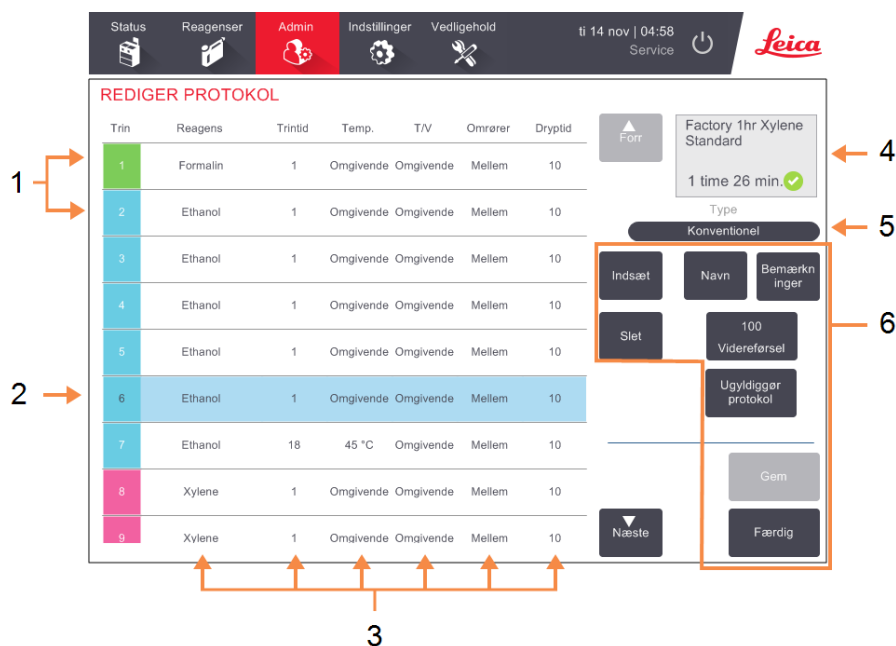 Status Reagenser Admin Indstillinger Vedligehold
ti 14 nov | 04:58
Service
Leica
REDIGER PROTOKOL
Trin Reagens Trintid Temp. T/V Omrører Dryptid
1 Formalin 1 Omgivende Omgivende Mellem 10
2 Ethanol 1 Omgivende Omgivende Mellem 10
3 Ethanol 1 Omgivende Omgivende Mellem 10
4 Ethanol 1 Omgivende Omgivende Mellem 10
5 Ethanol 1 Omgivende Omgivende Mellem 10
6 Ethanol 1 Omgivende Omgivende Mellem 10
7 Ethanol 18 45 °C Omgivende Mellem 10
8 Xylene 1 Omgivende Omgivende Mellem 10
9 Xylene 1 Omgivende Omgivende Mellem 10
Forr
Factory 1hr Xylene
Standard
1 time 26 min.
Type
Konventionel
Indsæt
Navn
Bemærkn
inger
Slet
100
Videreførsel
Ugyldiggør
protokol
Gem
Næste
Færdig
1
2
3
4
5
6